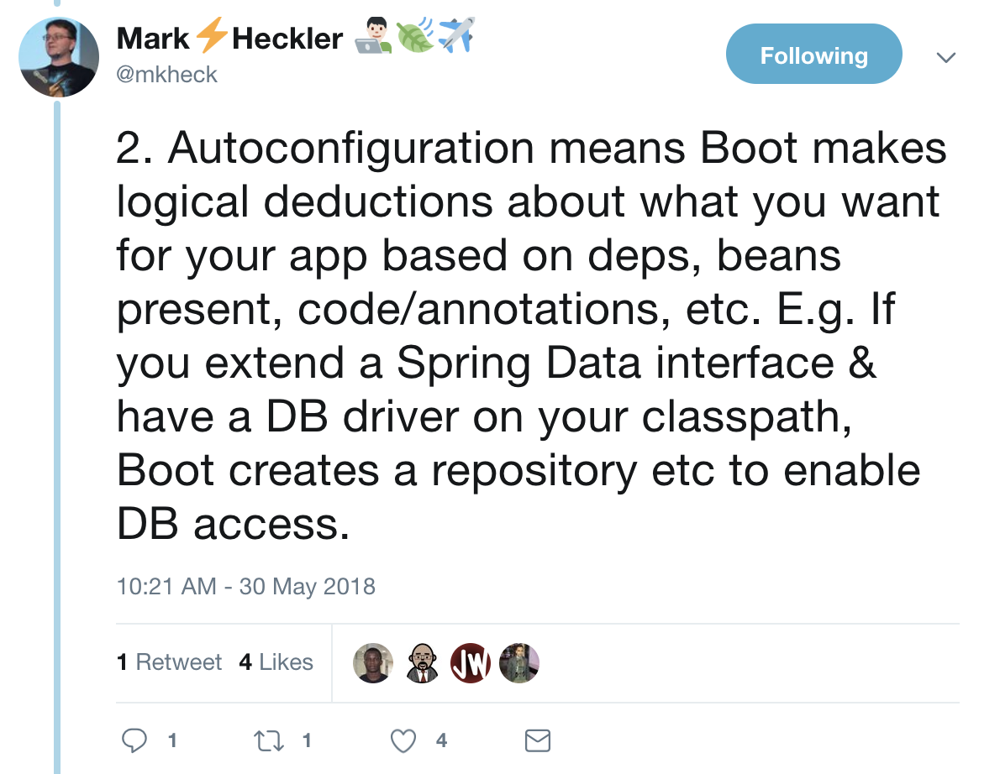 Mark⚡Heckler 👨🏻‍💻🍃✈️
@mkheck
Following
2. Autoconfiguration means Boot makes
logical deductions about what you want
for your app based on deps, beans
present, code/annotations, etc. E.g. If
you extend a Spring Data interface &
have a DB driver on your classpath,
Boot creates a repository etc to enable
DB access.
10:21 AM - 30 May 2018
1 Retweet 4 Likes
JW
1 1 4